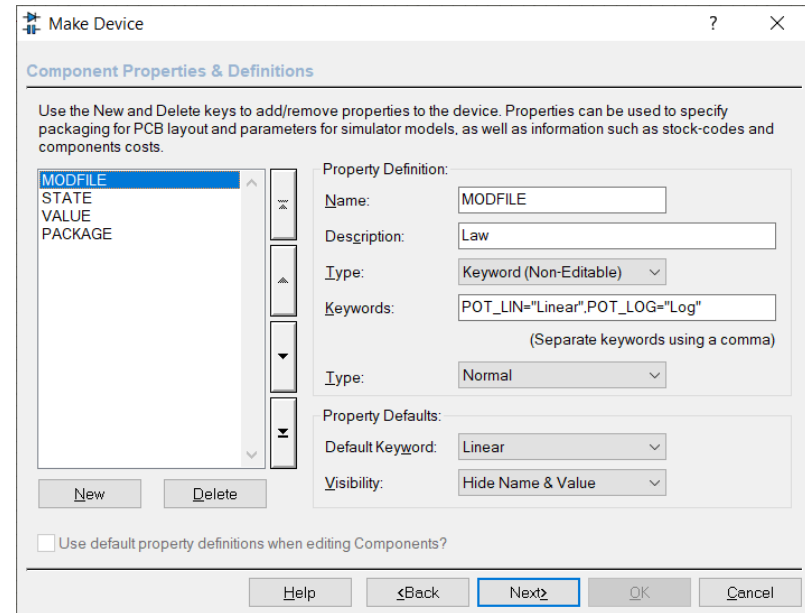 Make Device
?
Component Properties & Definitions
Use the New and Delete keys to add/remove properties to the device. Properties can be used to specify
packaging for PCB layout and parameters for simulator models, as well as information such as stock-codes and
components costs.
MODFILE
STATE
VALUE
PACKAGE
New
Delete
Property Definition:
Name:
MODFILE
Description:
Law
Type:
Keyword (Non-Editable)
Keywords:
POT_LIN="Linear",POT_LOG="Log"
(Separate keywords using a comma)
Type:
Normal
Property Defaults:
Default Keyword:
Linear
Visibility:
Hide Name & Value
Use default property definitions when editing Components?
Help
<Back
Next>
OK
Cancel